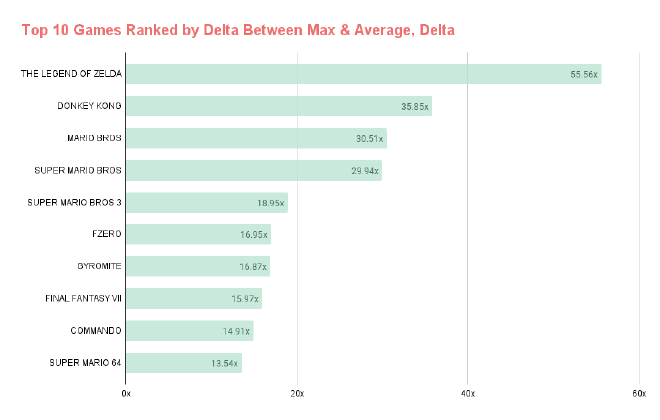 Top 10 Games Ranked by Delta Between Max & Average, Delta
THE LEGEND OF ZELDA 55.56x
DONKEY KONG 35.85x
MARIO BROS 30.51x
SUPER MARIO BROS 29.94x
SUPER MARIO BROS 3 18.95x
FZERO 16.95x
GYROMITE 16.87x
FINAL FANTASY VII 15.97x
COMMANDO 14.91x
SUPER MARIO 64 13.54x
0x 20x 40x 60x